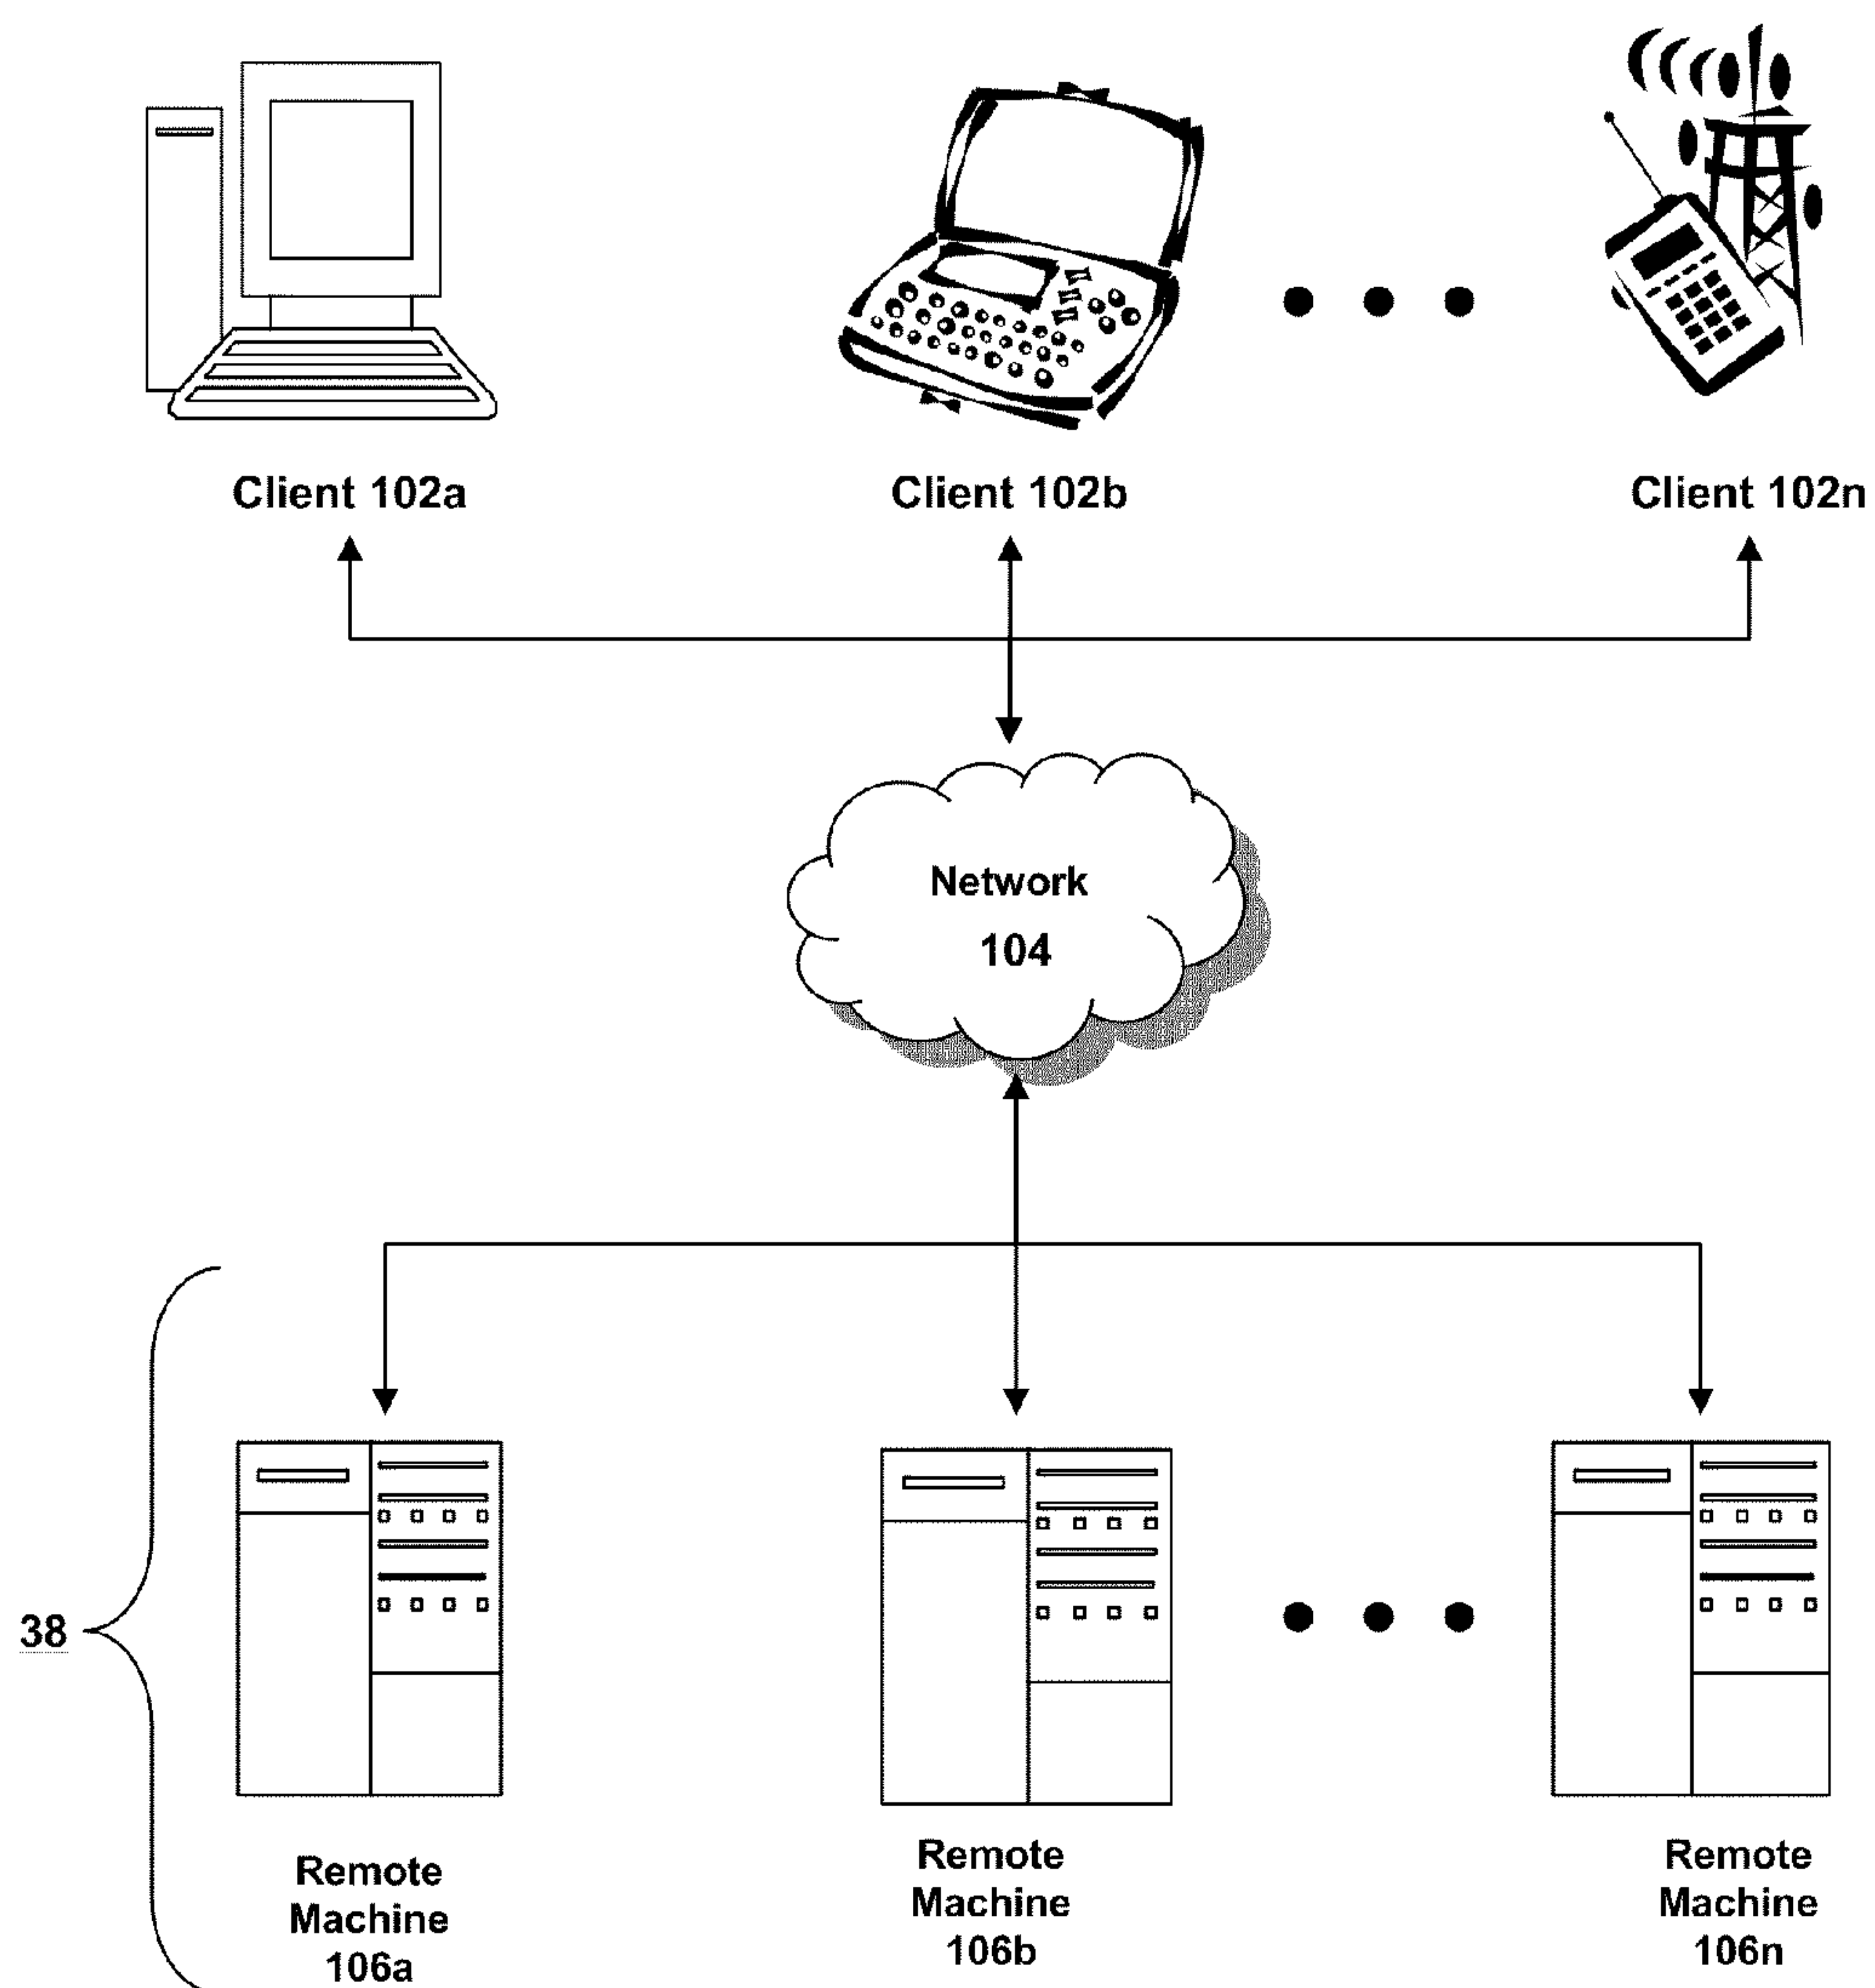 Client 102a
Client 102b
Client 102n
Network
104
38
Remote
Machine
106a
Remote
Machine
106b
Remote
Machine
106n